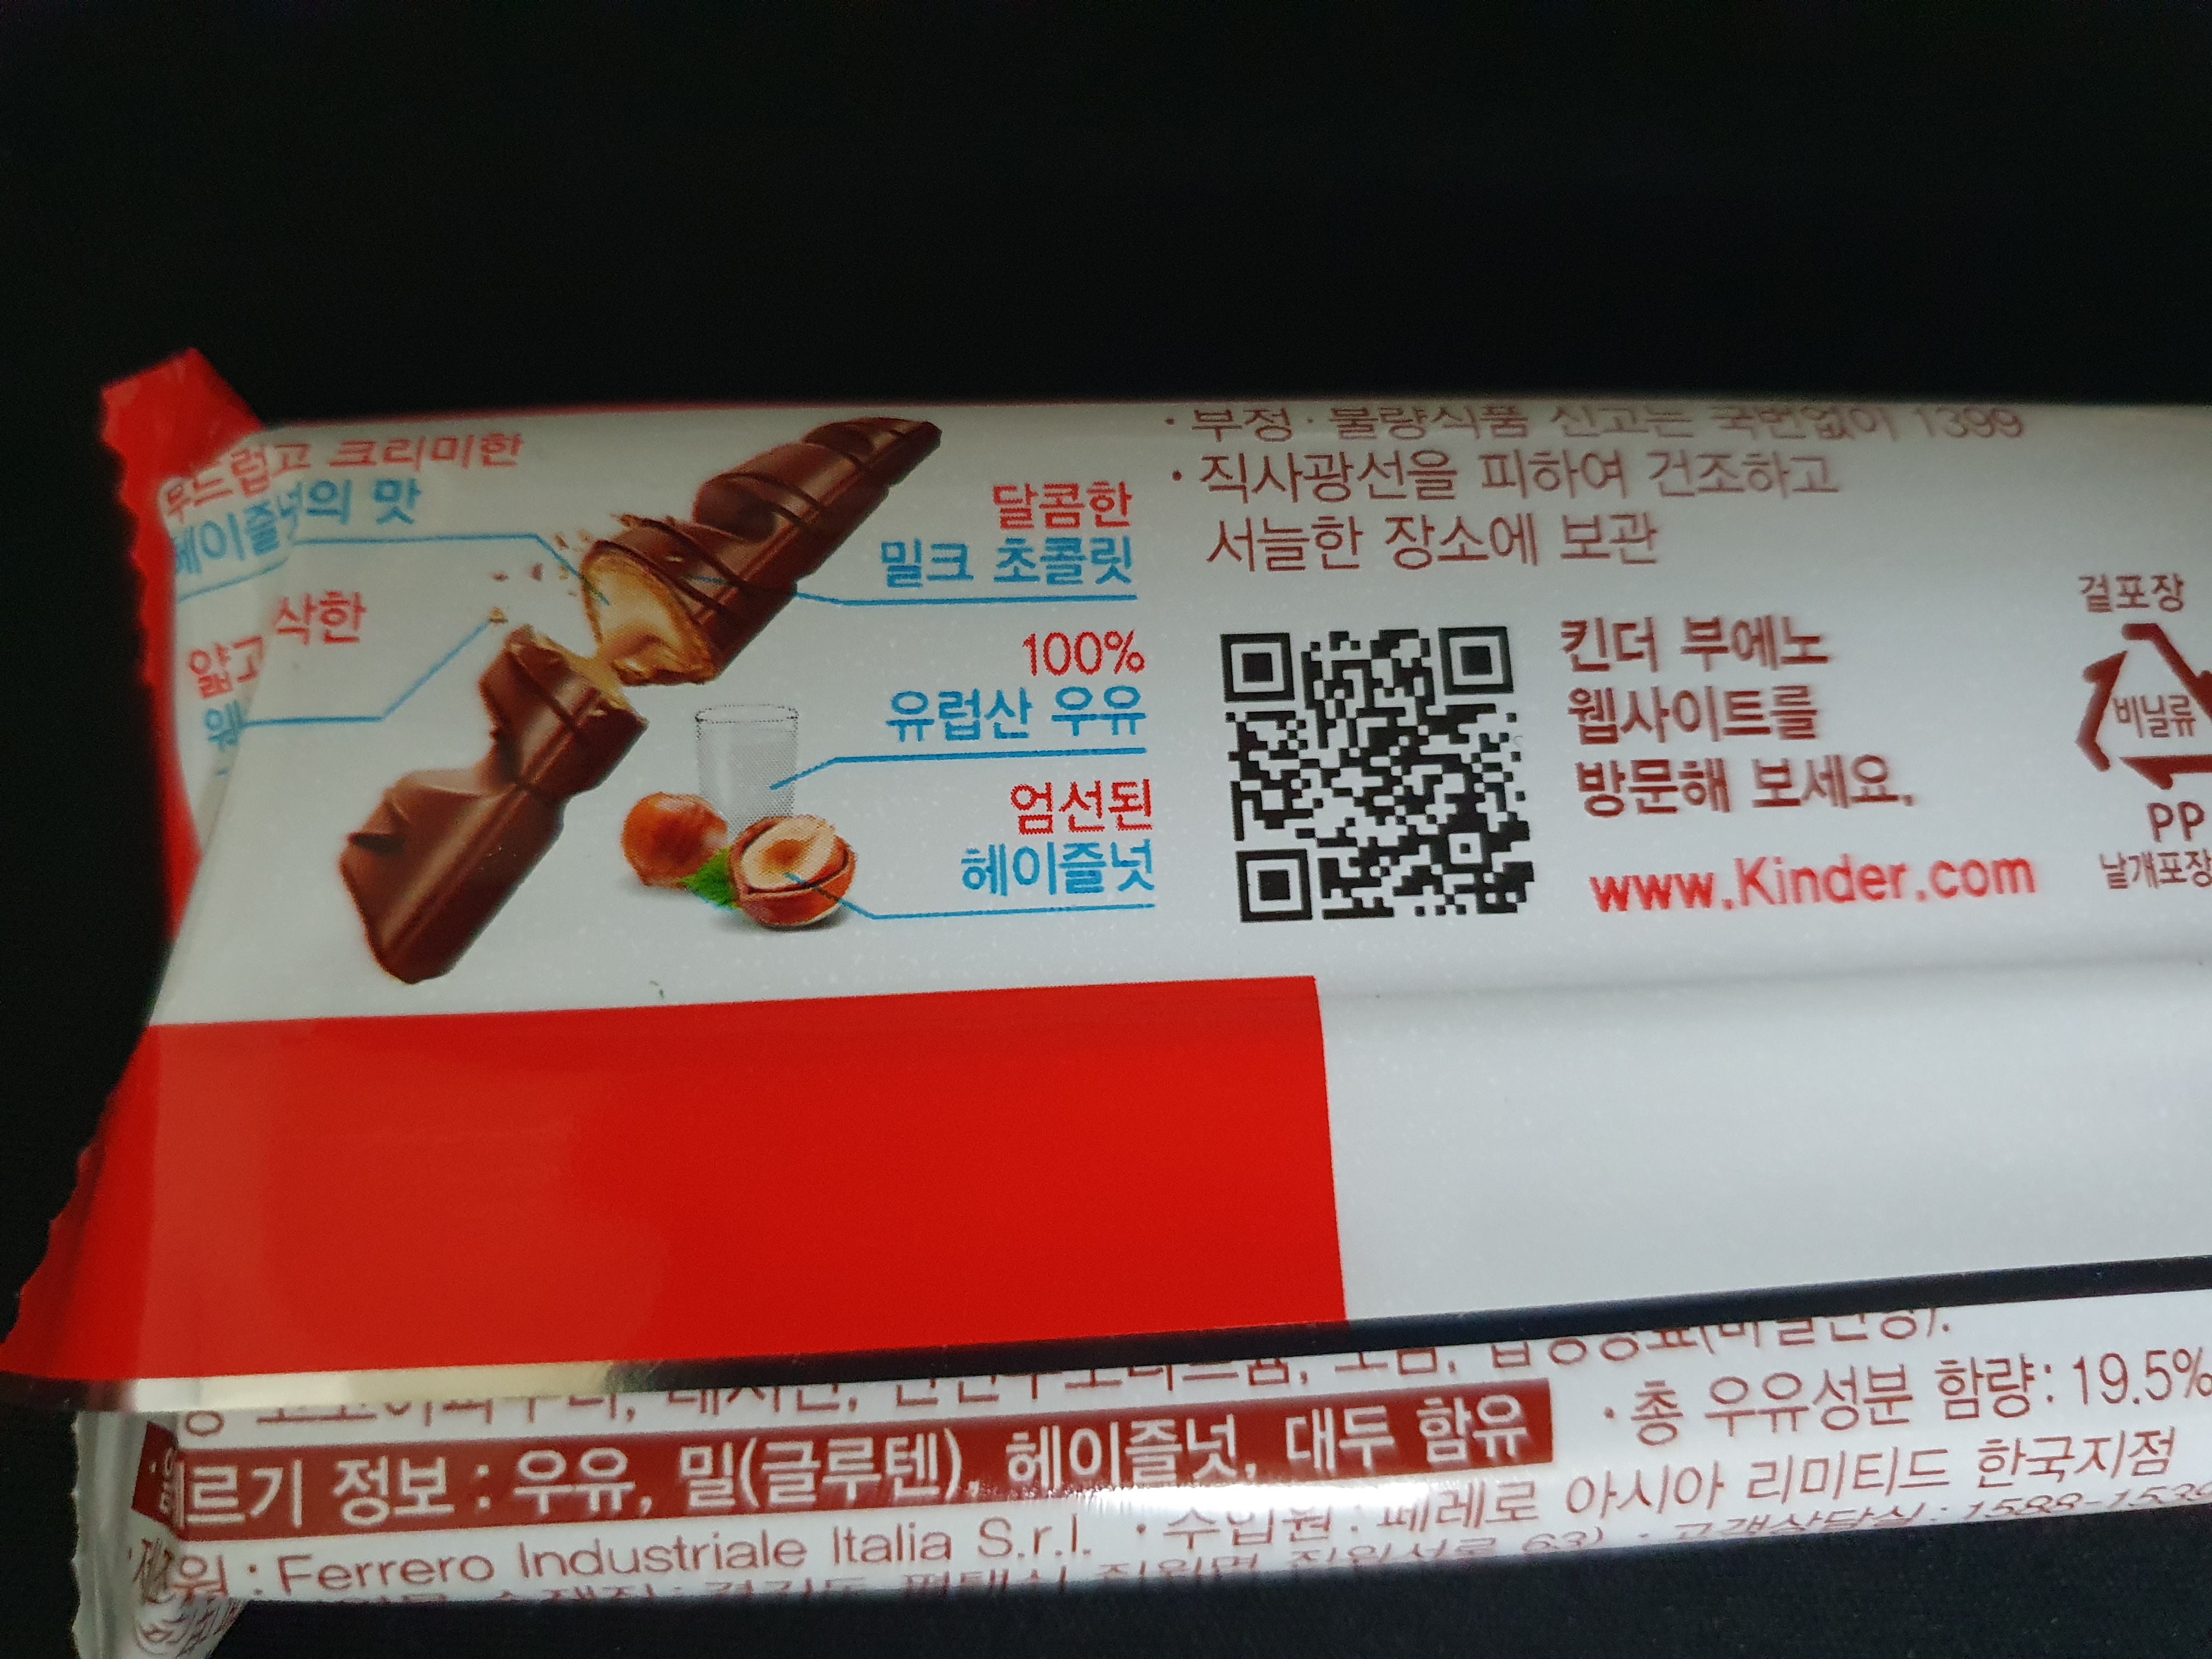 부드럽고 크리미한
헤이즐넛의 맛
삭한
달콤한
밀크 초콜릿
100%
유럽산 우유
엄선된
헤이즐넛
· 부정 · 불량식품 신고는 국번없이 1399
· 직사광선을 피하여 건조하고
서늘한 장소에 보관
킨더 부에노
웹사이트를
방문해 보세요.
www.Kinder.com
겉포장
비닐류
PP
낱개포장
르기 정보 : 우유, 밀(글루텐), 헤이즐넛, 대두 함유 · 총 우유성분 함량: 19.5%
원 : Ferrero Industriale Italia S.r.l. · 수입원 : 페레로 아시아 리미티드 한국지점